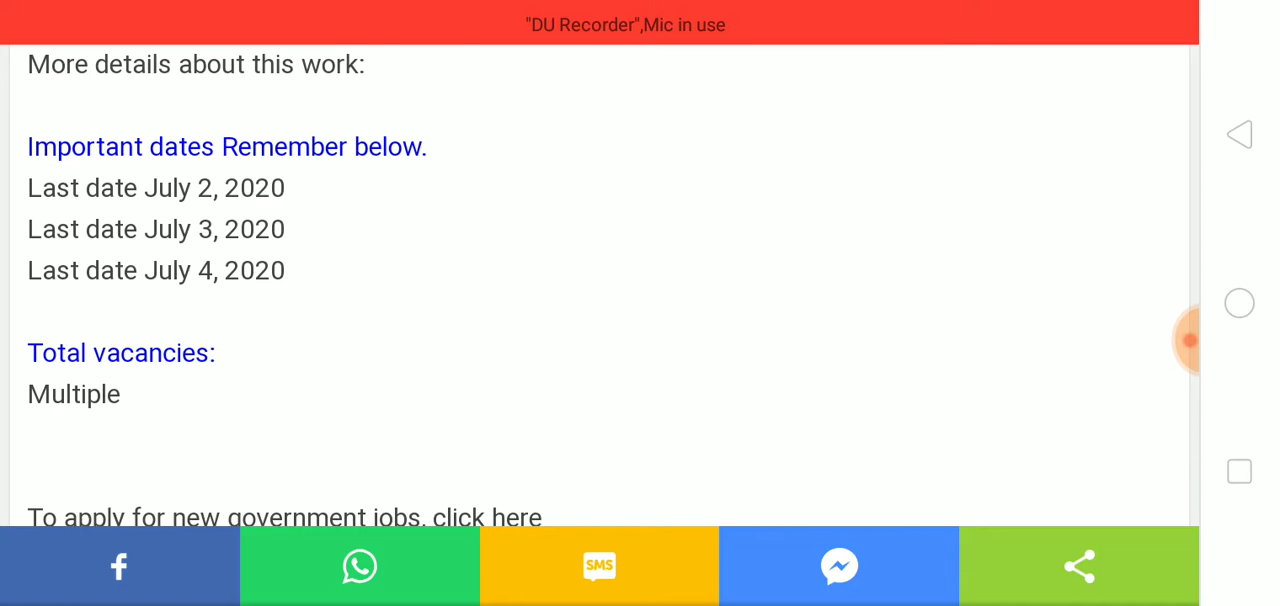 "DU Recorder",Mic in use
More details about this work:
Important dates Remember below.
Last date July 2, 2020
Last date July 3, 2020
Last date July 4, 2020
Total vacancies:
Multiple
To apply for new government jobs, click here
SMS